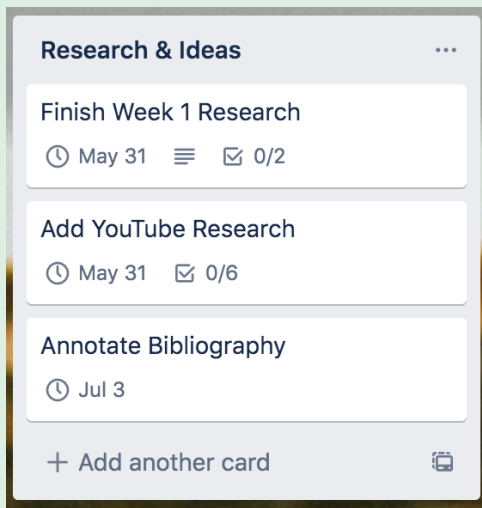 Research & Ideas
Finish Week 1 Research
May 31 0/2
Add YouTube Research
May 31 0/6
Annotate Bibliography
Jul 3
+ Add another card